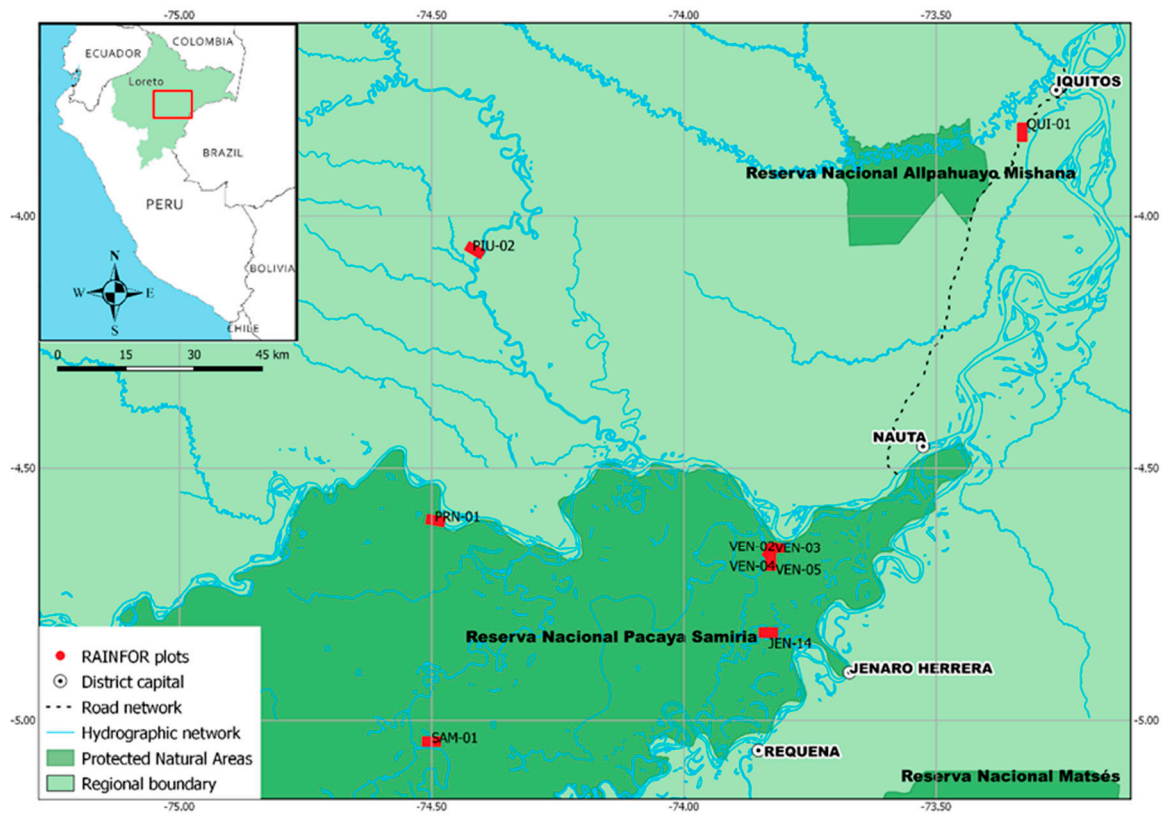 -75.00
-74.50
-74.00
-73.50
COLOMBIA
ECUADOR
Loreto
BRAZIL
PERU
BOLIVIA
CHILE
N
W
E
S
0
15
30
45 km
IQUITOS
QUI-01
Reserva Nacional Allpahuayo Mishana
-4.00
-4.00
PIU-02
NAUTA
-4.50
-4.50
PRN-01
VEN-02
VEN-03
VEN-04
VEN-05
Reserva Nacional Pacaya Samiria
JEN-14
JENARO HERRERA
-5.00
-5.00
SAM-01
REQUENA
Reserva Nacional Matsés
RAINFOR plots
District capital
Road network
Hydrographic network
Protected Natural Areas
Regional boundary
-75.00
-74.50
-74.00
-73.50